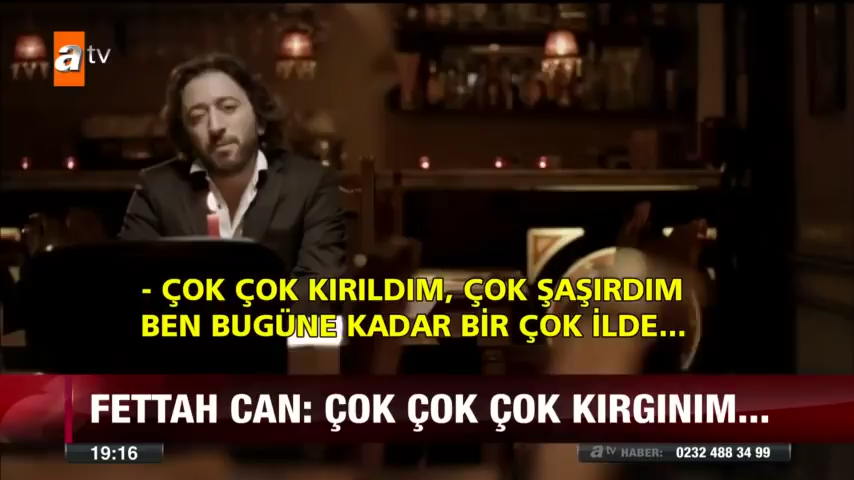 atv
- ÇOK ÇOK KIRILDIM, ÇOK ŞAŞIRDIM
BEN BUGÜNE KADAR BİR ÇOK İLDE...
FETTAH CAN: ÇOK ÇOK ÇOK KIRGINIM...
19:16
atv HABER: 0232 488 34 99